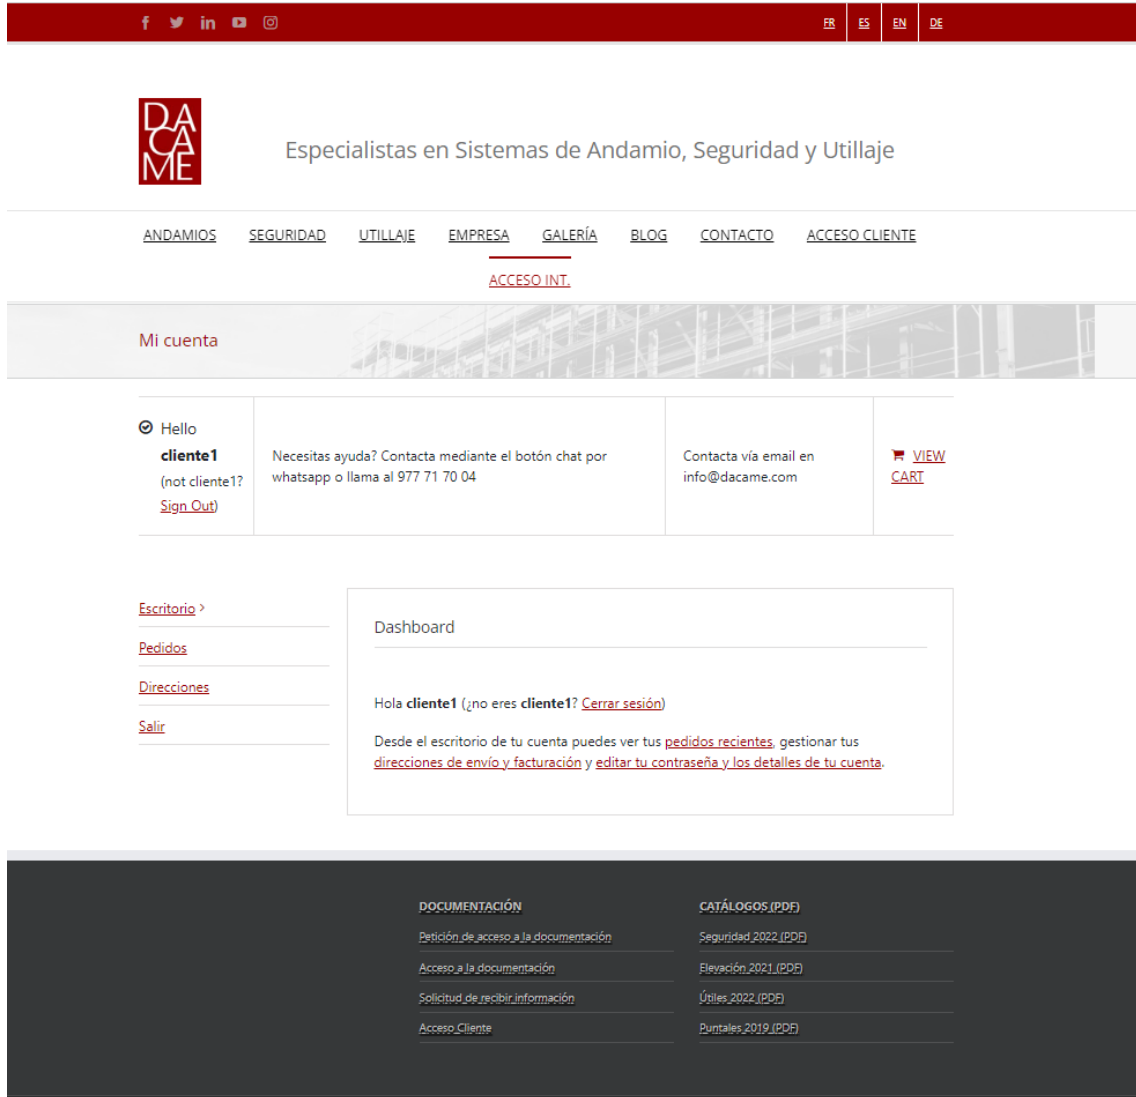 FR ES EN DE
DA
CA
ME
Especialistas en Sistemas de Andamio, Seguridad y Utillaje
ANDAMIOS SEGURIDAD UTILLAJE EMPRESA GALERÍA BLOG CONTACTO ACCESO CLIENTE
ACCESO INT.
Mi cuenta
Hello
cliente1
(not cliente1?
Sign Out)
Necesitas ayuda? Contacta mediante el botón chat por
whatsapp o llama al 977 71 70 04
Contacta vía email en
info@dacame.com
VIEW
CART
Escritorio >
Pedidos
Direcciones
Salir
Dashboard
Hola cliente1 (¿no eres cliente1? Cerrar sesión)
Desde el escritorio de tu cuenta puedes ver tus pedidos recientes, gestionar tus
direcciones de envío y facturación y editar tu contraseña y los detalles de tu cuenta.
DOCUMENTACIÓN
Petición de acceso a la documentación
Acceso a la documentación
Solicitud de recibir información
Acceso Cliente
CATÁLOGOS (PDF)
Seguridad 2022 (PDF)
Elevación 2021 (PDF)
Útiles 2022 (PDF)
Puntales 2019 (PDF)